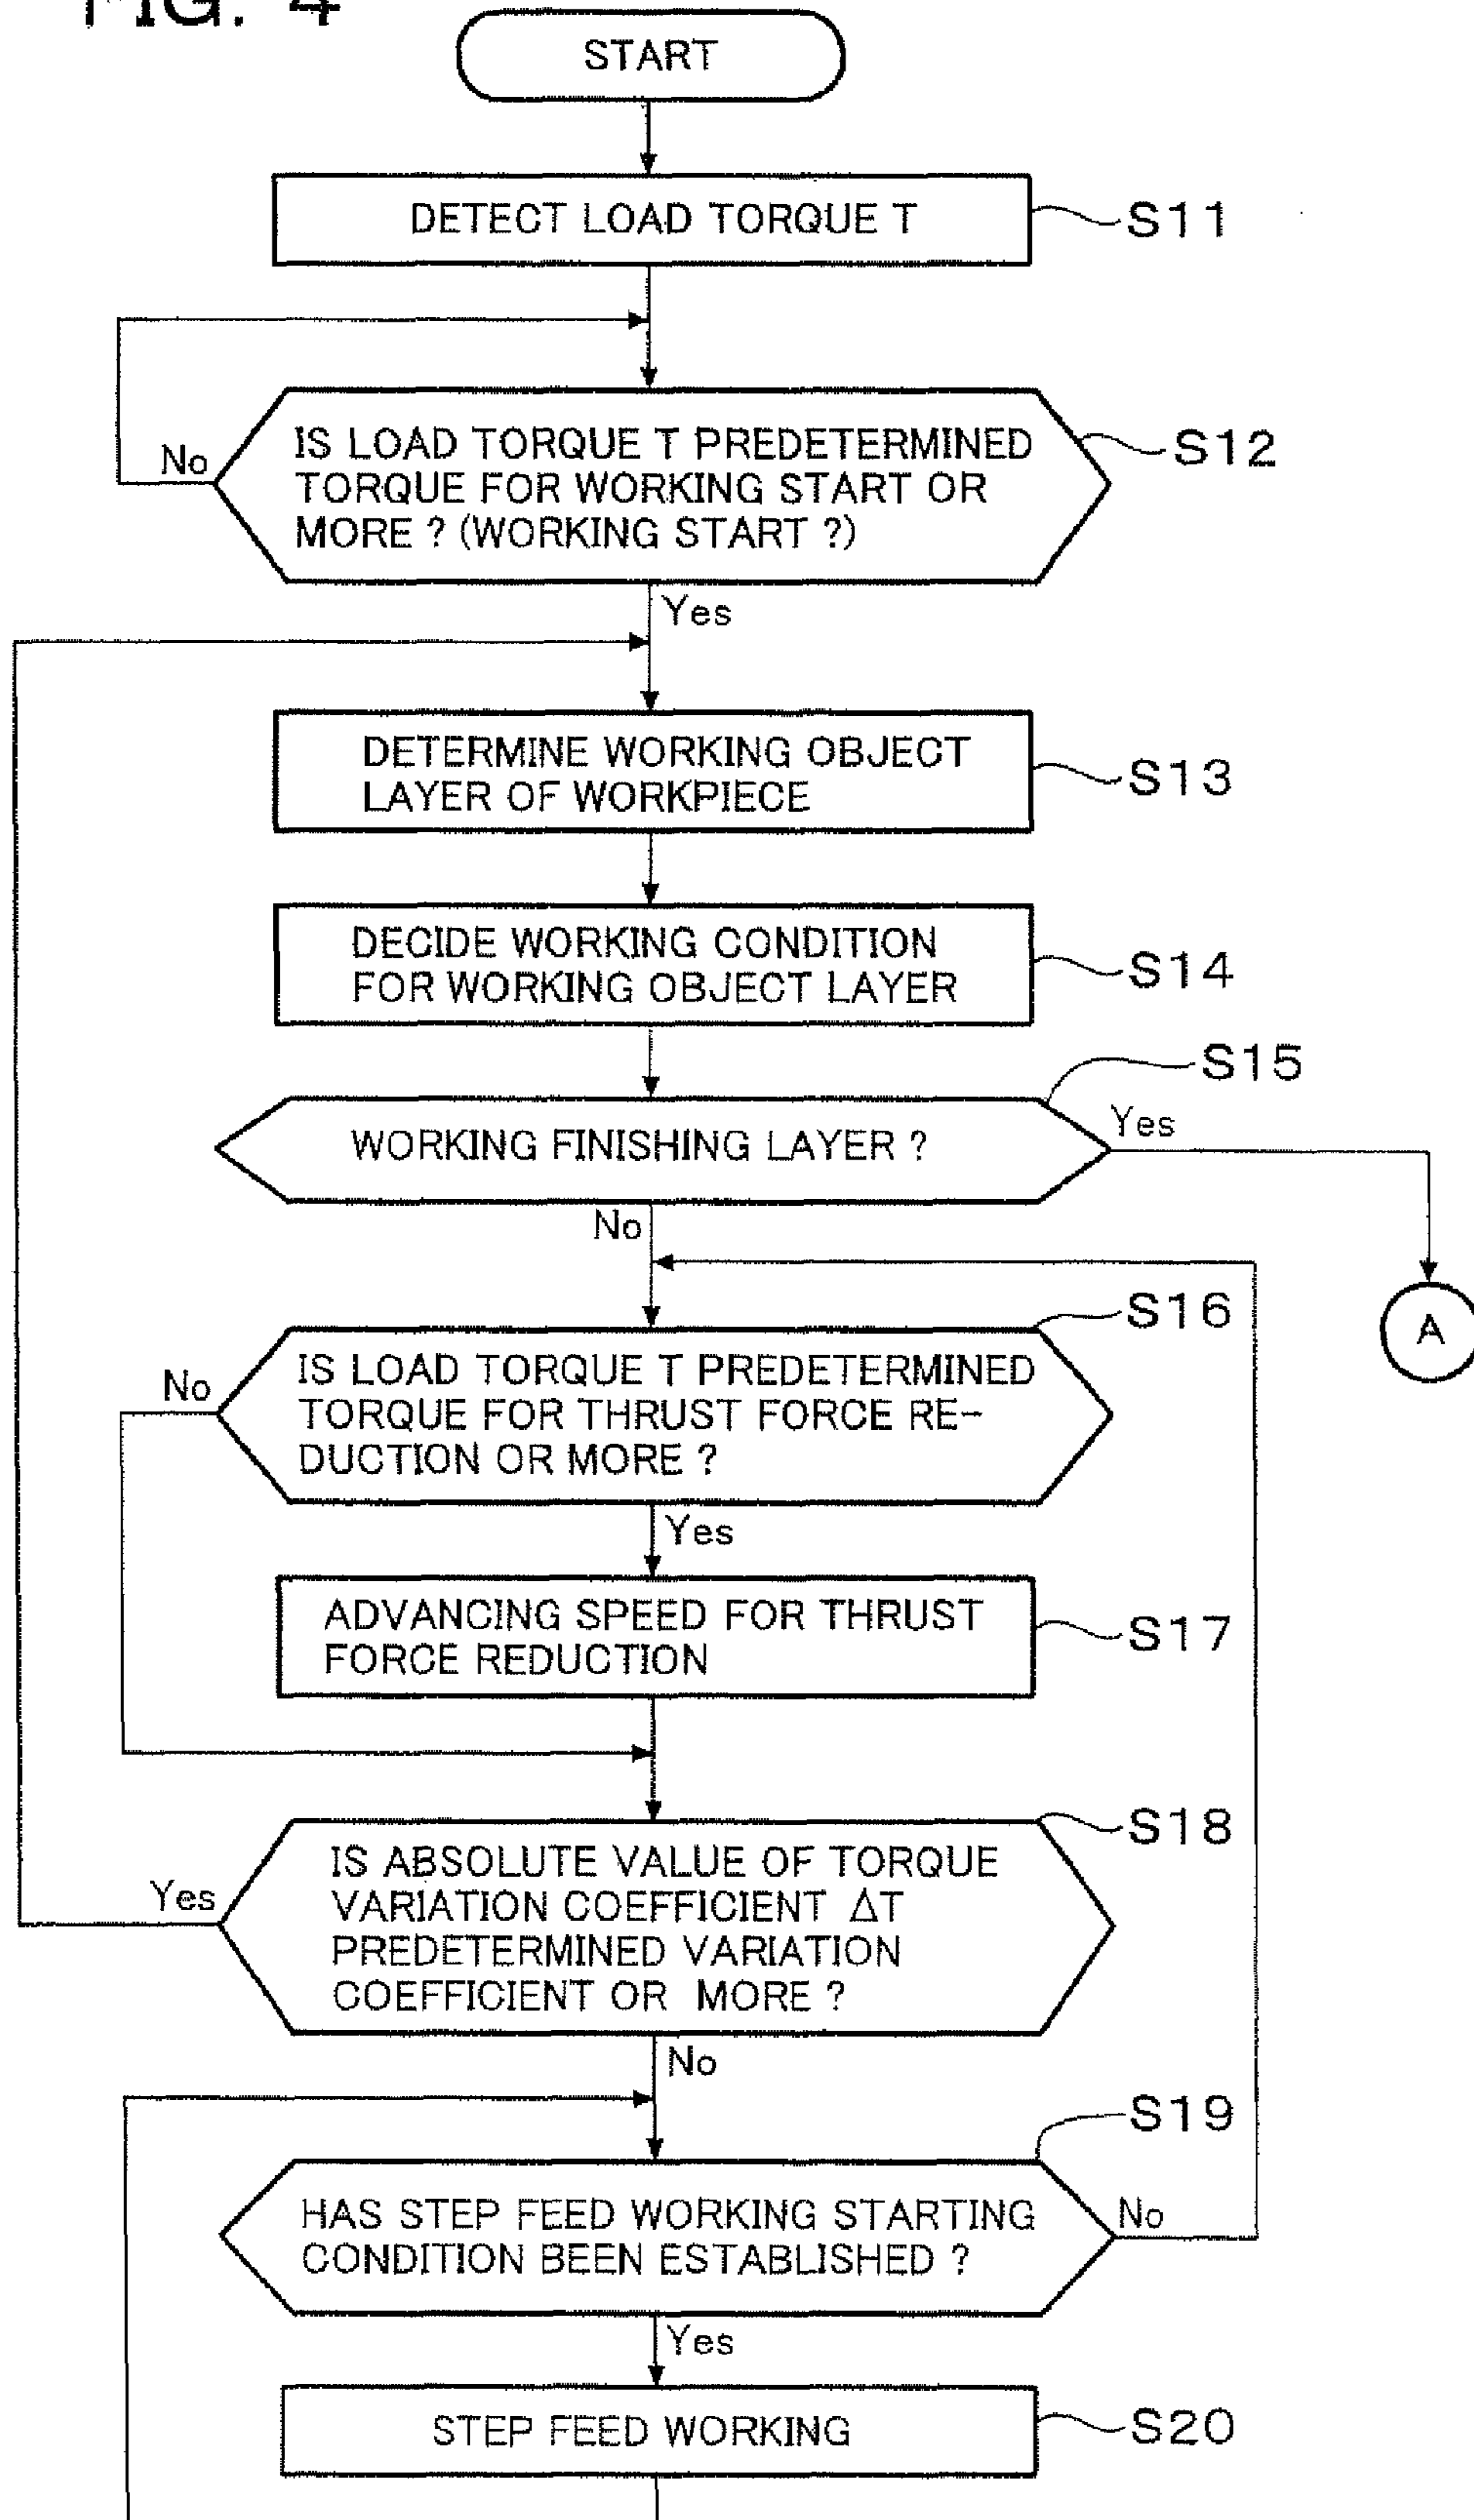 FIG. 4
START
DETECT LOAD TORQUE T
S11
No
IS LOAD TORQUE T PREDETERMINED
TORQUE FOR WORKING START OR
MORE ? (WORKING START ?)
S12
Yes
DETERMINE WORKING OBJECT
LAYER OF WORKPIECE
S13
DECIDE WORKING CONDITION
FOR WORKING OBJECT LAYER
S14
S15
WORKING FINISHING LAYER ?
Yes
No
A
S16
No
IS LOAD TORQUE T PREDETERMINED
TORQUE FOR THRUST FORCE RE-
DUCTION OR MORE ?
Yes
ADVANCING SPEED FOR THRUST
FORCE REDUCTION
S17
S18
Yes
IS ABSOLUTE VALUE OF TORQUE
VARIATION COEFFICIENT ΔT
PREDETERMINED VARIATION
COEFFICIENT OR MORE ?
No
S19
HAS STEP FEED WORKING STARTING
CONDITION BEEN ESTABLISHED ?
No
Yes
STEP FEED WORKING
S20